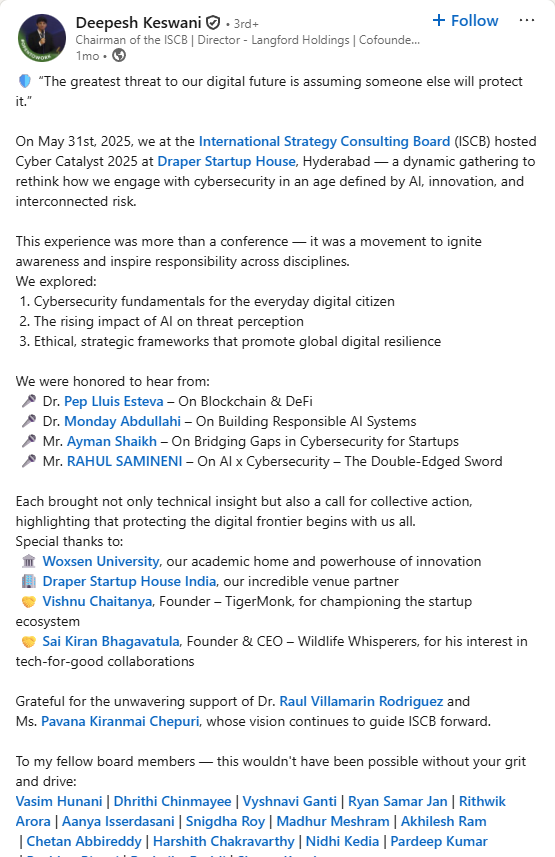 Deepesh Keswani • 3rd+
+ Follow
Chairman of the ISCB | Director - Langford Holdings | Cofounde...
1mo •
“The greatest threat to our digital future is assuming someone else will protect
it.”
On May 31st, 2025, we at the International Strategy Consulting Board (ISCB) hosted
Cyber Catalyst 2025 at Draper Startup House, Hyderabad — a dynamic gathering to
rethink how we engage with cybersecurity in an age defined by AI, innovation, and
interconnected risk.
This experience was more than a conference — it was a movement to ignite
awareness and inspire responsibility across disciplines.
We explored:
1. Cybersecurity fundamentals for the everyday digital citizen
2. The rising impact of AI on threat perception
3. Ethical, strategic frameworks that promote global digital resilience
We were honored to hear from:
🎤 Dr. Pep Lluis Esteva – On Blockchain & DeFi
🎤 Dr. Monday Abdullahi – On Building Responsible AI Systems
🎤 Mr. Ayman Shaikh – On Bridging Gaps in Cybersecurity for Startups
🎤 Mr. RAHUL SAMINENI – On AI x Cybersecurity – The Double-Edged Sword
Each brought not only technical insight but also a call for collective action,
highlighting that protecting the digital frontier begins with us all.
Special thanks to:
🏛 Woxsen University, our academic home and powerhouse of innovation
🏢 Draper Startup House India, our incredible venue partner
🤝 Vishnu Chaitanya, Founder – TigerMonk, for championing the startup
ecosystem
🤝 Sai Kiran Bhagavatula, Founder & CEO – Wildlife Whisperers, for his interest in
tech-for-good collaborations
Grateful for the unwavering support of Dr. Raul Villamarin Rodriguez and
Ms. Pavana Kiranmai Chepuri, whose vision continues to guide ISCB forward.
To my fellow board members — this wouldn't have been possible without your grit
and drive:
Vasim Hunani | Dhrithi Chinmayee | Vyshnavi Ganti | Ryan Samar Jan | Rithwik
Arora | Aanya Isserdasani | Snigdha Roy | Madhur Meshram | Akhilesh Ram
| Chetan Abbireddy | Harshith Chakravarthy | Nidhi Kedia | Pardeep Kumar